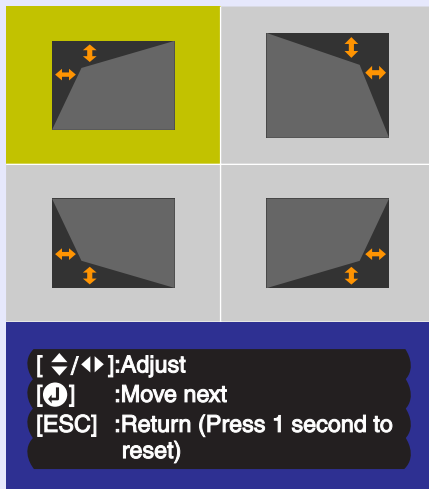 [ ⬘/◂▸ ]:Adjust
[⏎] :Move next
[ESC] :Return (Press 1 second to
reset)